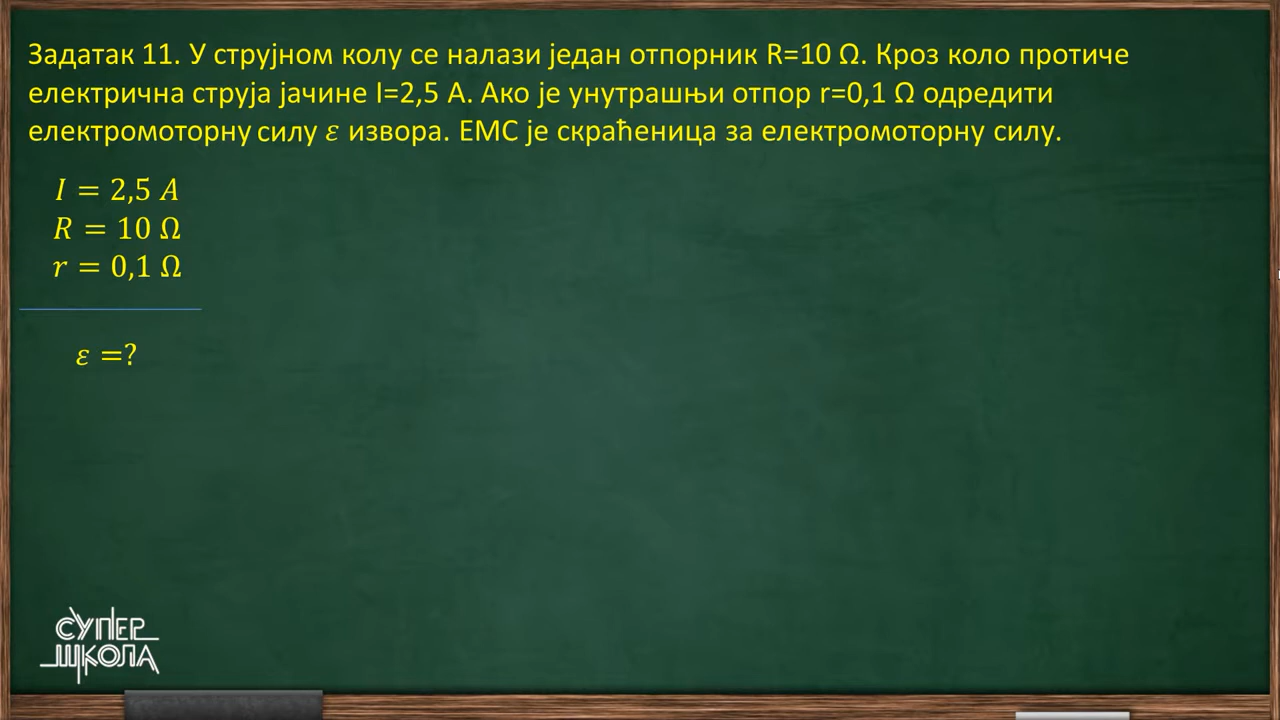 Задатак 11. У струјном колу се налази један отпорник R=10 Ω. Кроз коло протиче
електрична струја јачине I=2,5 А. Ако је унутрашњи отпор r=0,1 Ω одредити
електромоторну силу ε извора. ЕМС је скраћеница за електромоторну силу.
I = 2,5 A
R = 10 Ω
r = 0,1 Ω
ε =?
СУПЕР
ШКОЛА